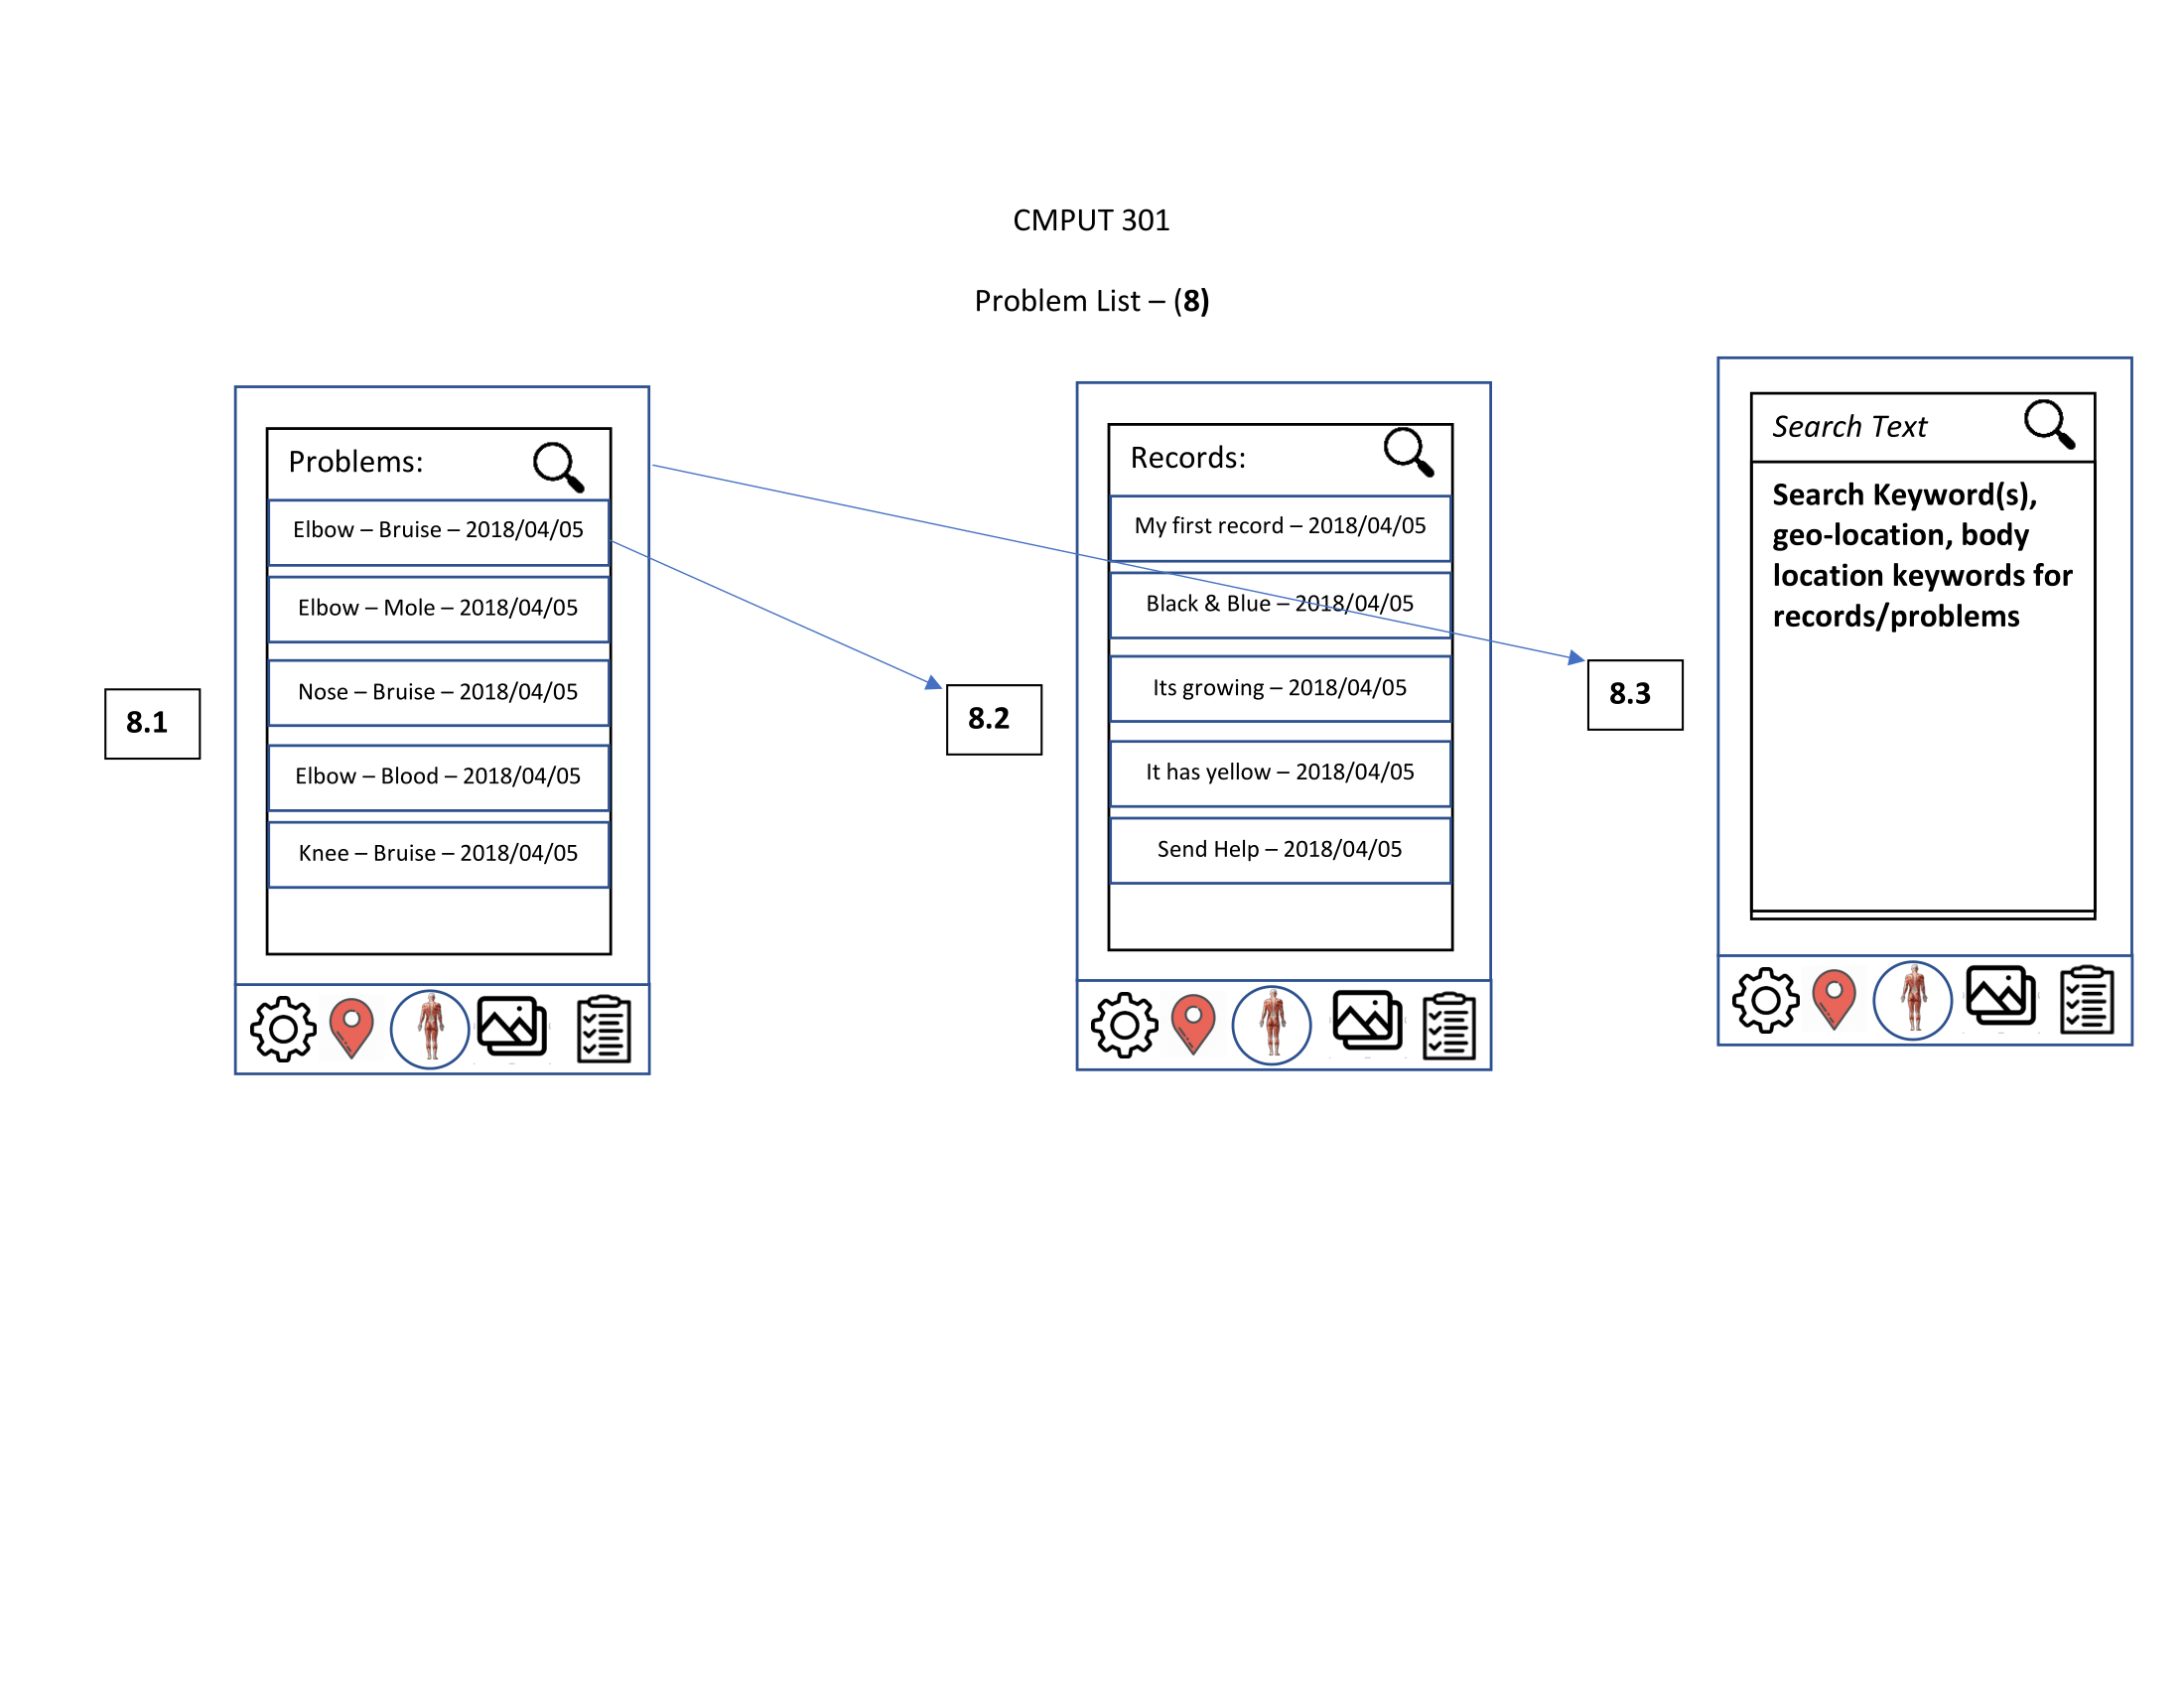 CMPUT 301
Problem List – (8)
8.1
Problems:
Elbow – Bruise – 2018/04/05
Elbow – Mole – 2018/04/05
Nose – Bruise – 2018/04/05
Elbow – Blood – 2018/04/05
Knee – Bruise – 2018/04/05
8.2
Records:
My first record – 2018/04/05
Black & Blue – 2018/04/05
Its growing – 2018/04/05
It has yellow – 2018/04/05
Send Help – 2018/04/05
8.3
Search Text
Search Keyword(s),
geo-location, body
location keywords for
records/problems